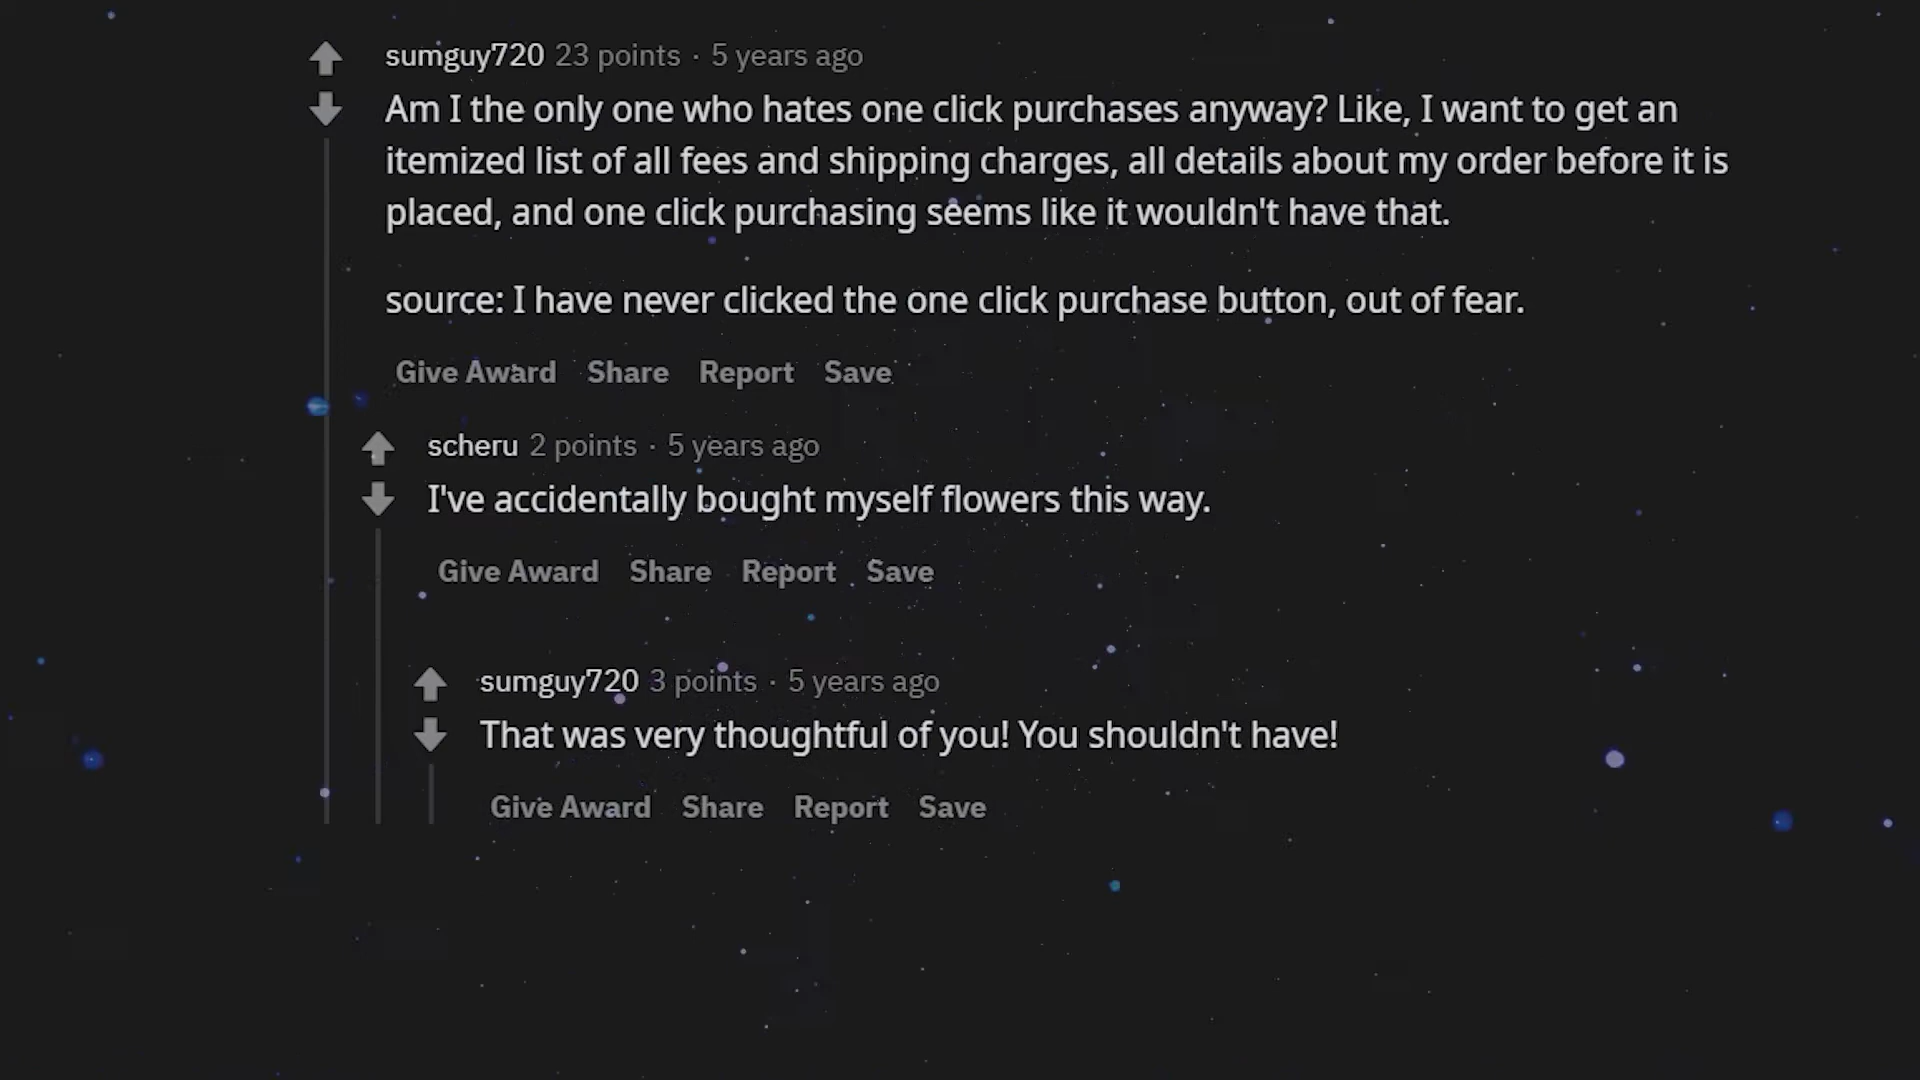 sumguy720 23 points · 5 years ago
Am I the only one who hates one click purchases anyway? Like, I want to get an
itemized list of all fees and shipping charges, all details about my order before it is
placed, and one click purchasing seems like it wouldn't have that.
source: I have never clicked the one click purchase button, out of fear.
Give Award Share Report Save
scheru 2 points · 5 years ago
I've accidentally bought myself flowers this way.
Give Award Share Report Save
sumguy720 3 points · 5 years ago
That was very thoughtful of you! You shouldn't have!
Give Award Share Report Save